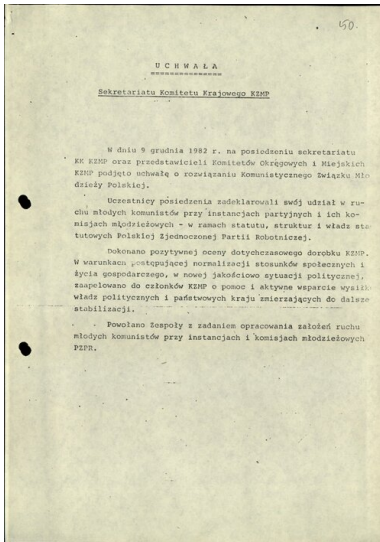 50.
U C H W A Ł A
===============
Sekretariatu Komitetu Krajowego KZMP
W dniu 9 grudnia 1982 r. na posiedzeniu sekretariatu
KK KZMP oraz przedstawicieli Komitetów Okręgowych i Miejskich
KZMP podjęto uchwałę o rozwiązaniu Komunistycznego Związku Mło
dzieży Polskiej.
Uczestnicy posiedzenia zadeklarowali swój udział w ru-
chu młodych komunistów przy instancjach partyjnych i ich ko-
misjach młodzieżowych - w ramach statutu, struktur i władz sta
tutowych Polskiej Zjednoczonej Partii Robotniczej.
Dokonano pozytywnej oceny dotychczasowego dorobku KZMP.
W warunkach postępującej normalizacji stosunków społecznych i
życia gospodarczego, w nowej jakościowo sytuacji politycznej,
zaapelowano do członków KZMP o pomoc i aktywne wsparcie wysiłk
władz politycznych i państwowych kraju zmierzających do dalsze
stabilizacji.
Powołano Zespoły z zadaniem opracowania założeń ruchu
młodych komunistów przy instancjach i komisjach młodzieżowych
PZPR.